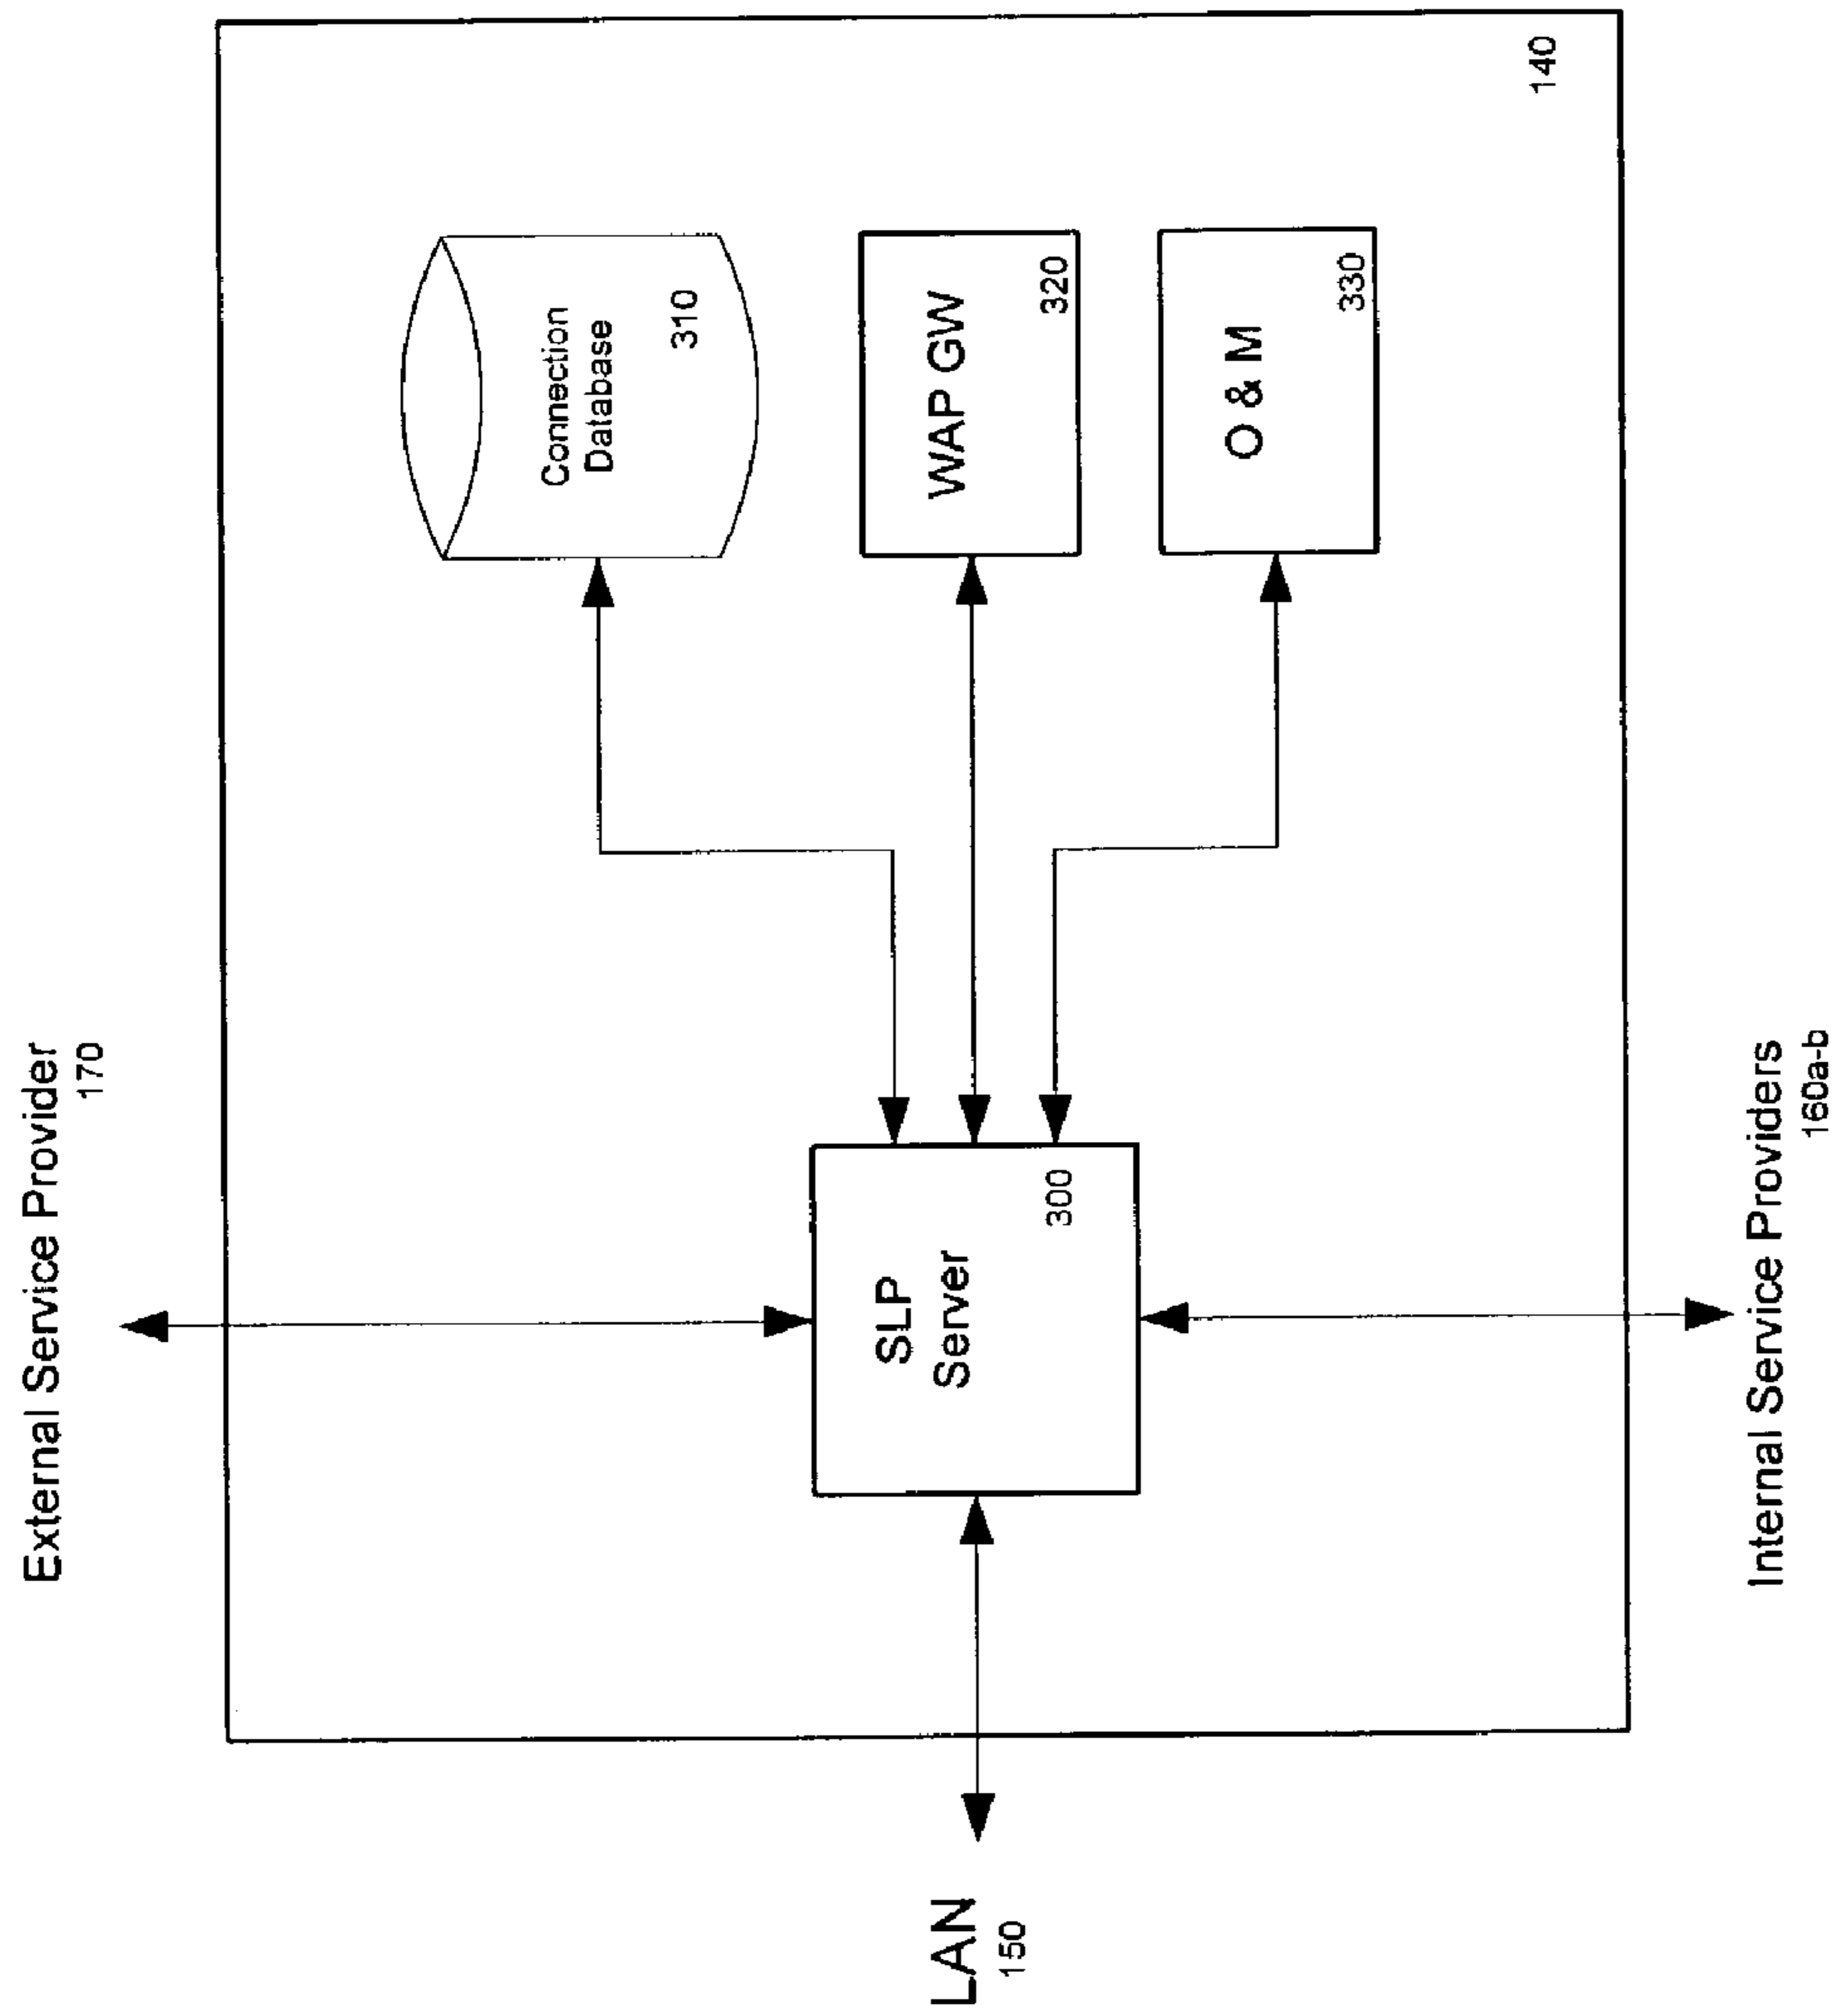 External Service Provider
170
140
Connection
Database
310
WAP GW
320
O & M
330
SLP
Server
300
LAN
150
Internal Service Providers
160a-b